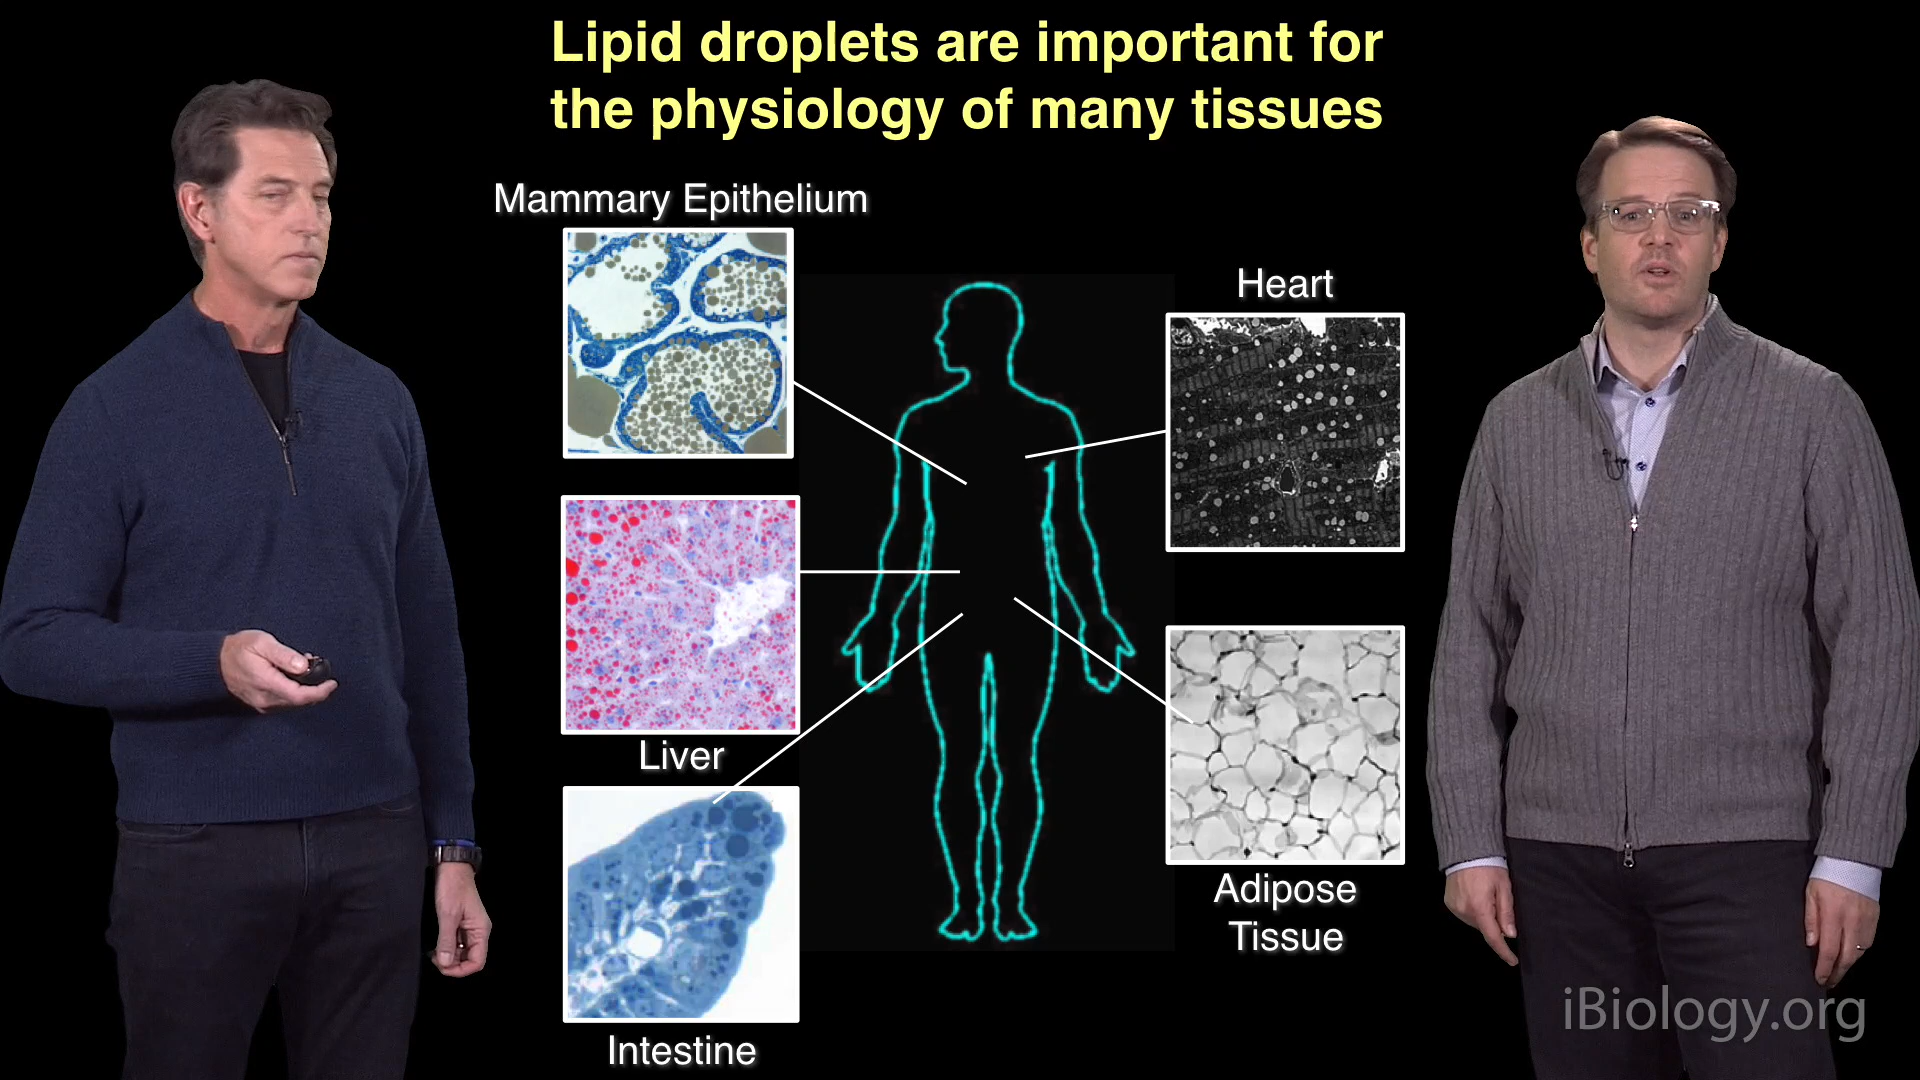 Lipid droplets are important for
the physiology of many tissues
Mammary Epithelium
Heart
Liver
Adipose
Tissue
Intestine
iBiology.org